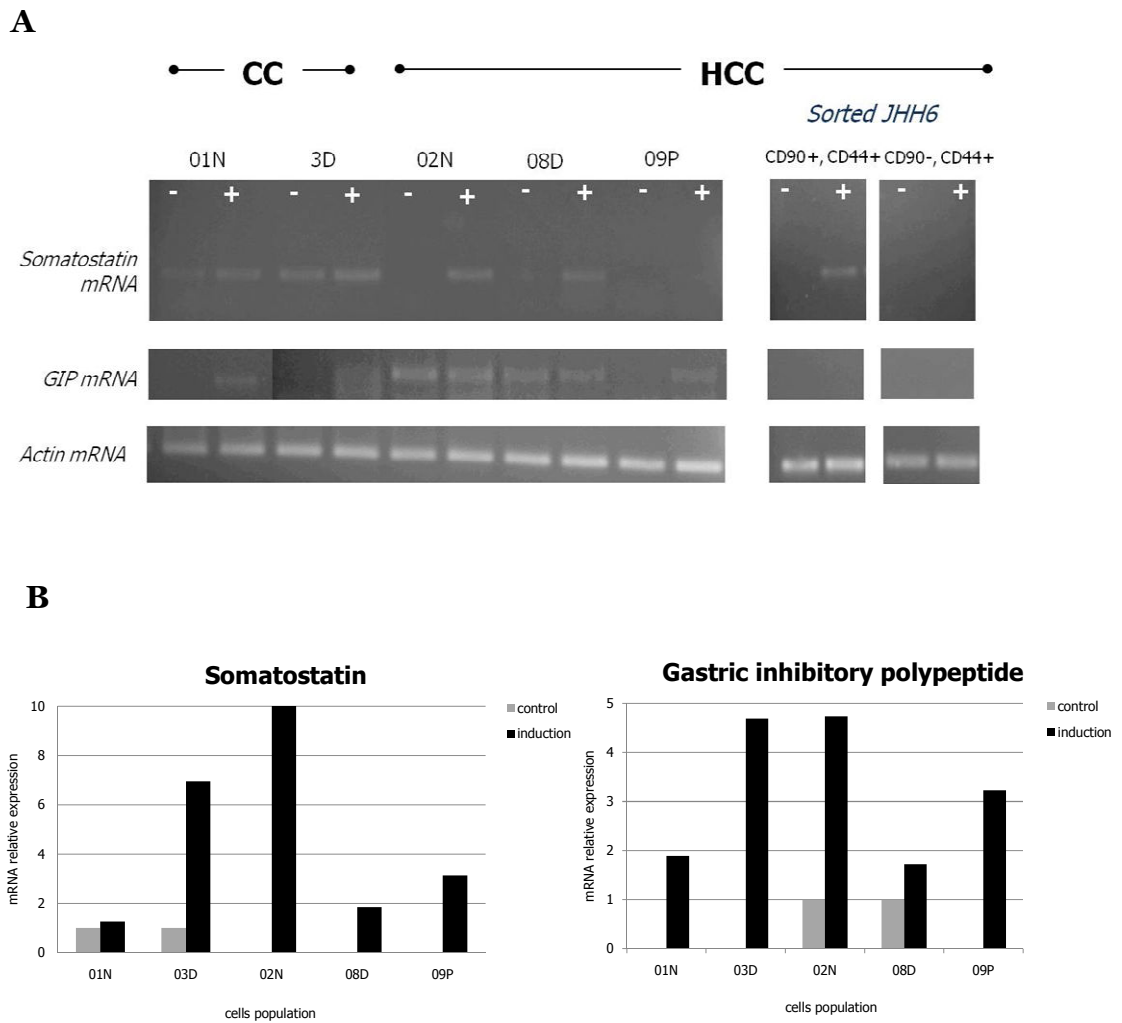 A
CC HCC
Sorted JHH6
01N 3D 02N 08D 09P CD90+, CD44+ CD90-, CD44+
- + - + - + - + - + - + - +
Somatostatin
mRNA
GIP mRNA
Actin mRNA
B
Somatostatin
10
8
6
4
2
0
mRNA relative expression
01N 03D 02N 08D 09P
cells population
control
induction
Gastric inhibitory polypeptide
5
4
3
2
1
0
mRNA relative expression
01N 03D 02N 08D 09P
cells population
control
induction